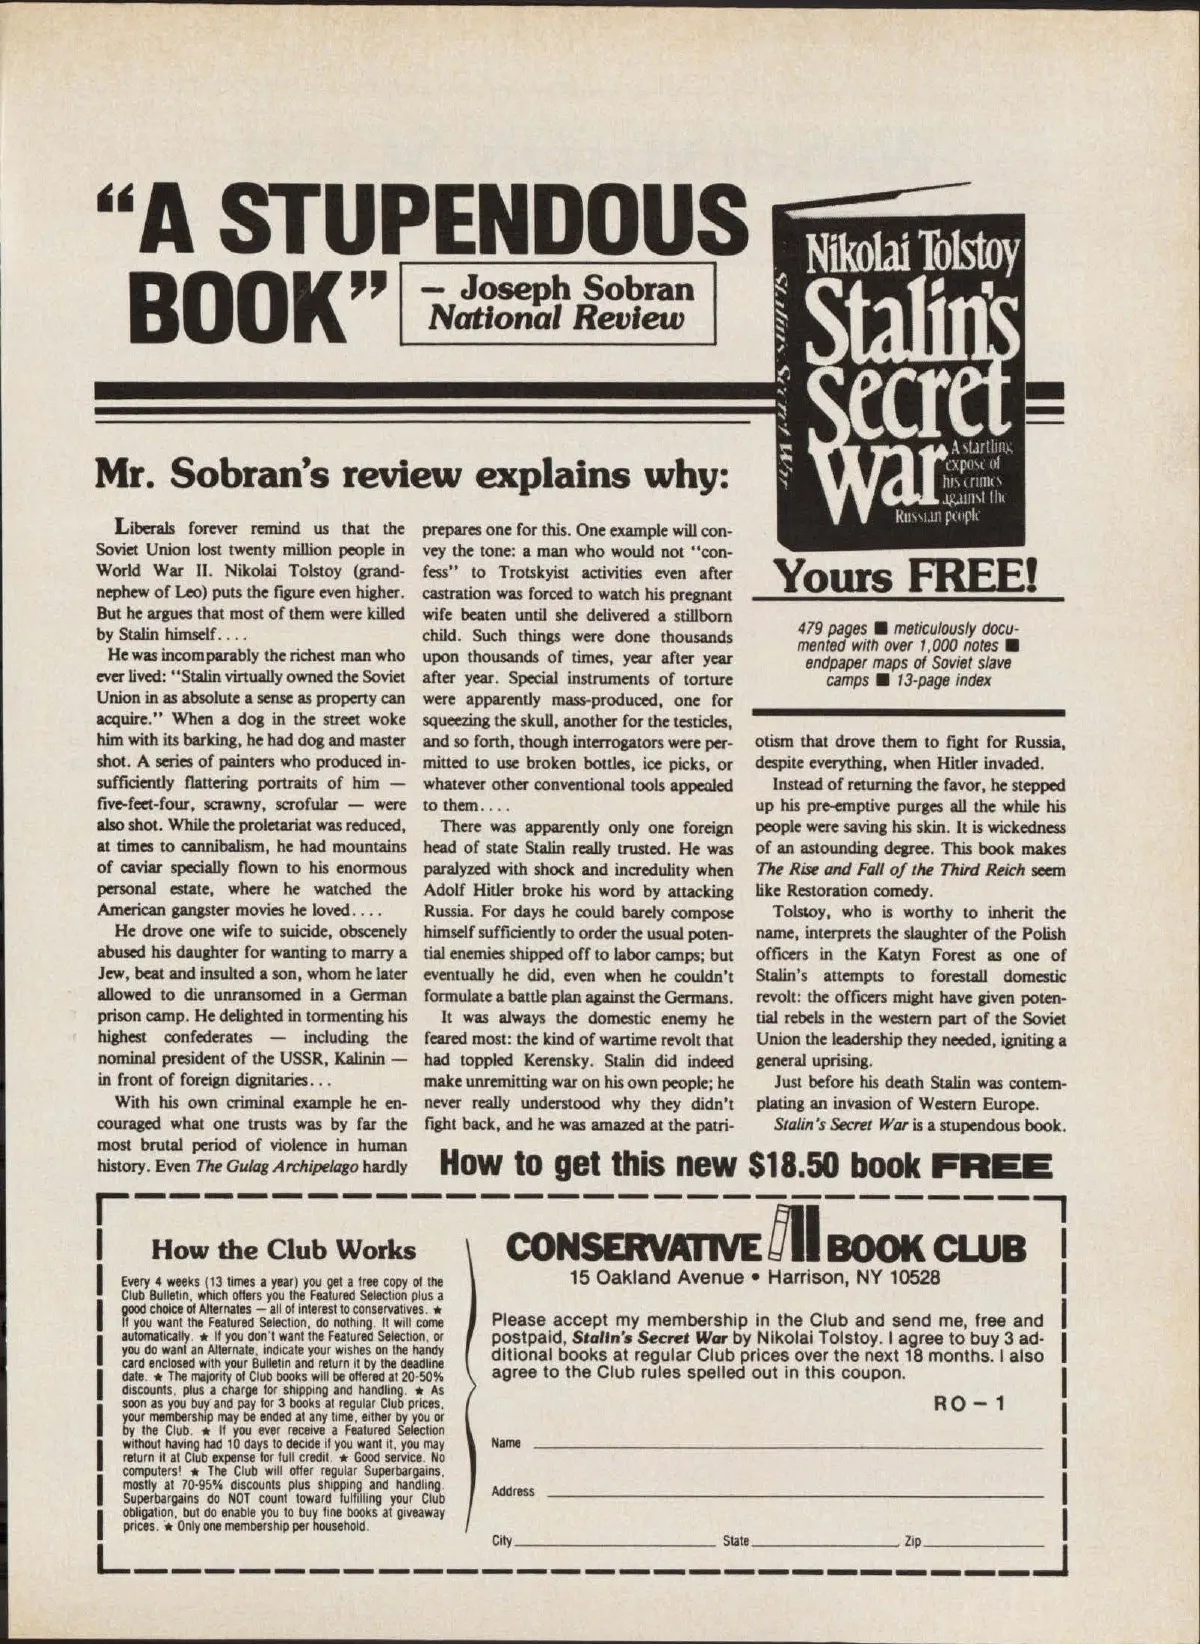 “A STUPENDOUS
BOOK”
— Joseph Sobran
National Review
Nikolai Tolstoy
Stalin's
Secret
War
A startling
exposé of
his crimes
against the
Russian people
Stalin's Secret War
Mr. Sobran's review explains why:
Liberals forever remind us that the
Soviet Union lost twenty million people in
World War II. Nikolai Tolstoy (grand-
nephew of Leo) puts the figure even higher.
But he argues that most of them were killed
by Stalin himself....
He was incomparably the richest man who
ever lived: “Stalin virtually owned the Soviet
Union in as absolute a sense as property can
acquire.” When a dog in the street woke
him with its barking, he had dog and master
shot. A series of painters who produced in-
sufficiently flattering portraits of him —
five-feet-four, scrawny, scrofular — were
also shot. While the proletariat was reduced,
at times to cannibalism, he had mountains
of caviar specially flown to his enormous
personal estate, where he watched the
American gangster movies he loved....
He drove one wife to suicide, obscenely
abused his daughter for wanting to marry a
Jew, beat and insulted a son, whom he later
allowed to die unransomed in a German
prison camp. He delighted in tormenting his
highest confederates — including the
nominal president of the USSR, Kalinin —
in front of foreign dignitaries...
With his own criminal example he en-
couraged what one trusts was by far the
most brutal period of violence in human
history. Even The Gulag Archipelago hardly
prepares one for this. One example will con-
vey the tone: a man who would not “con-
fess” to Trotskyist activities even after
castration was forced to watch his pregnant
wife beaten until she delivered a stillborn
child. Such things were done thousands
upon thousands of times, year after year
after year. Special instruments of torture
were apparently mass-produced, one for
squeezing the skull, another for the testicles,
and so forth, though interrogators were per-
mitted to use broken bottles, ice picks, or
whatever other conventional tools appealed
to them....
There was apparently only one foreign
head of state Stalin really trusted. He was
paralyzed with shock and incredulity when
Adolf Hitler broke his word by attacking
Russia. For days he could barely compose
himself sufficiently to order the usual poten-
tial enemies shipped off to labor camps; but
eventually he did, even when he couldn't
formulate a battle plan against the Germans.
It was always the domestic enemy he
feared most: the kind of wartime revolt that
had toppled Kerensky. Stalin did indeed
make unremitting war on his own people; he
never really understood why they didn't
fight back, and he was amazed at the patri-
Yours FREE!
479 pages ■ meticulously docu-
mented with over 1,000 notes ■
endpaper maps of Soviet slave
camps ■ 13-page index
otism that drove them to fight for Russia,
despite everything, when Hitler invaded.
Instead of returning the favor, he stepped
up his pre-emptive purges all the while his
people were saving his skin. It is wickedness
of an astounding degree. This book makes
The Rise and Fall of the Third Reich seem
like Restoration comedy.
Tolstoy, who is worthy to inherit the
name, interprets the slaughter of the Polish
officers in the Katyn Forest as one of
Stalin's attempts to forestall domestic
revolt: the officers might have given poten-
tial rebels in the western part of the Soviet
Union the leadership they needed, igniting a
general uprising.
Just before his death Stalin was contem-
plating an invasion of Western Europe.
Stalin's Secret War is a stupendous book.
How to get this new $18.50 book FREE
How the Club Works
Every 4 weeks (13 times a year) you get a free copy of the
Club Bulletin, which offers you the Featured Selection plus a
good choice of Alternates — all of interest to conservatives. ★
If you want the Featured Selection, do nothing. It will come
automatically. ★ If you don't want the Featured Selection, or
you do want an Alternate, indicate your wishes on the handy
card enclosed with your Bulletin and return it by the deadline
date. ★ The majority of Club books will be offered at 20-50%
discounts, plus a charge for shipping and handling. ★ As
soon as you buy and pay for 3 books at regular Club prices,
your membership may be ended at any time, either by you or
by the Club. ★ If you ever receive a Featured Selection
without having had 10 days to decide if you want it, you may
return it at Club expense for full credit. ★ Good service. No
computers! ★ The Club will offer regular Superbargains,
mostly at 70-95% discounts plus shipping and handling.
Superbargains do NOT count toward fulfilling your Club
obligation, but do enable you to buy fine books at giveaway
prices. ★ Only one membership per household.
CONSERVATIVE BOOK CLUB
15 Oakland Avenue • Harrison, NY 10528
Please accept my membership in the Club and send me, free and
postpaid, Stalin's Secret War by Nikolai Tolstoy. I agree to buy 3 ad-
ditional books at regular Club prices over the next 18 months. I also
agree to the Club rules spelled out in this coupon.
RO – 1
Name
Address
City State Zip